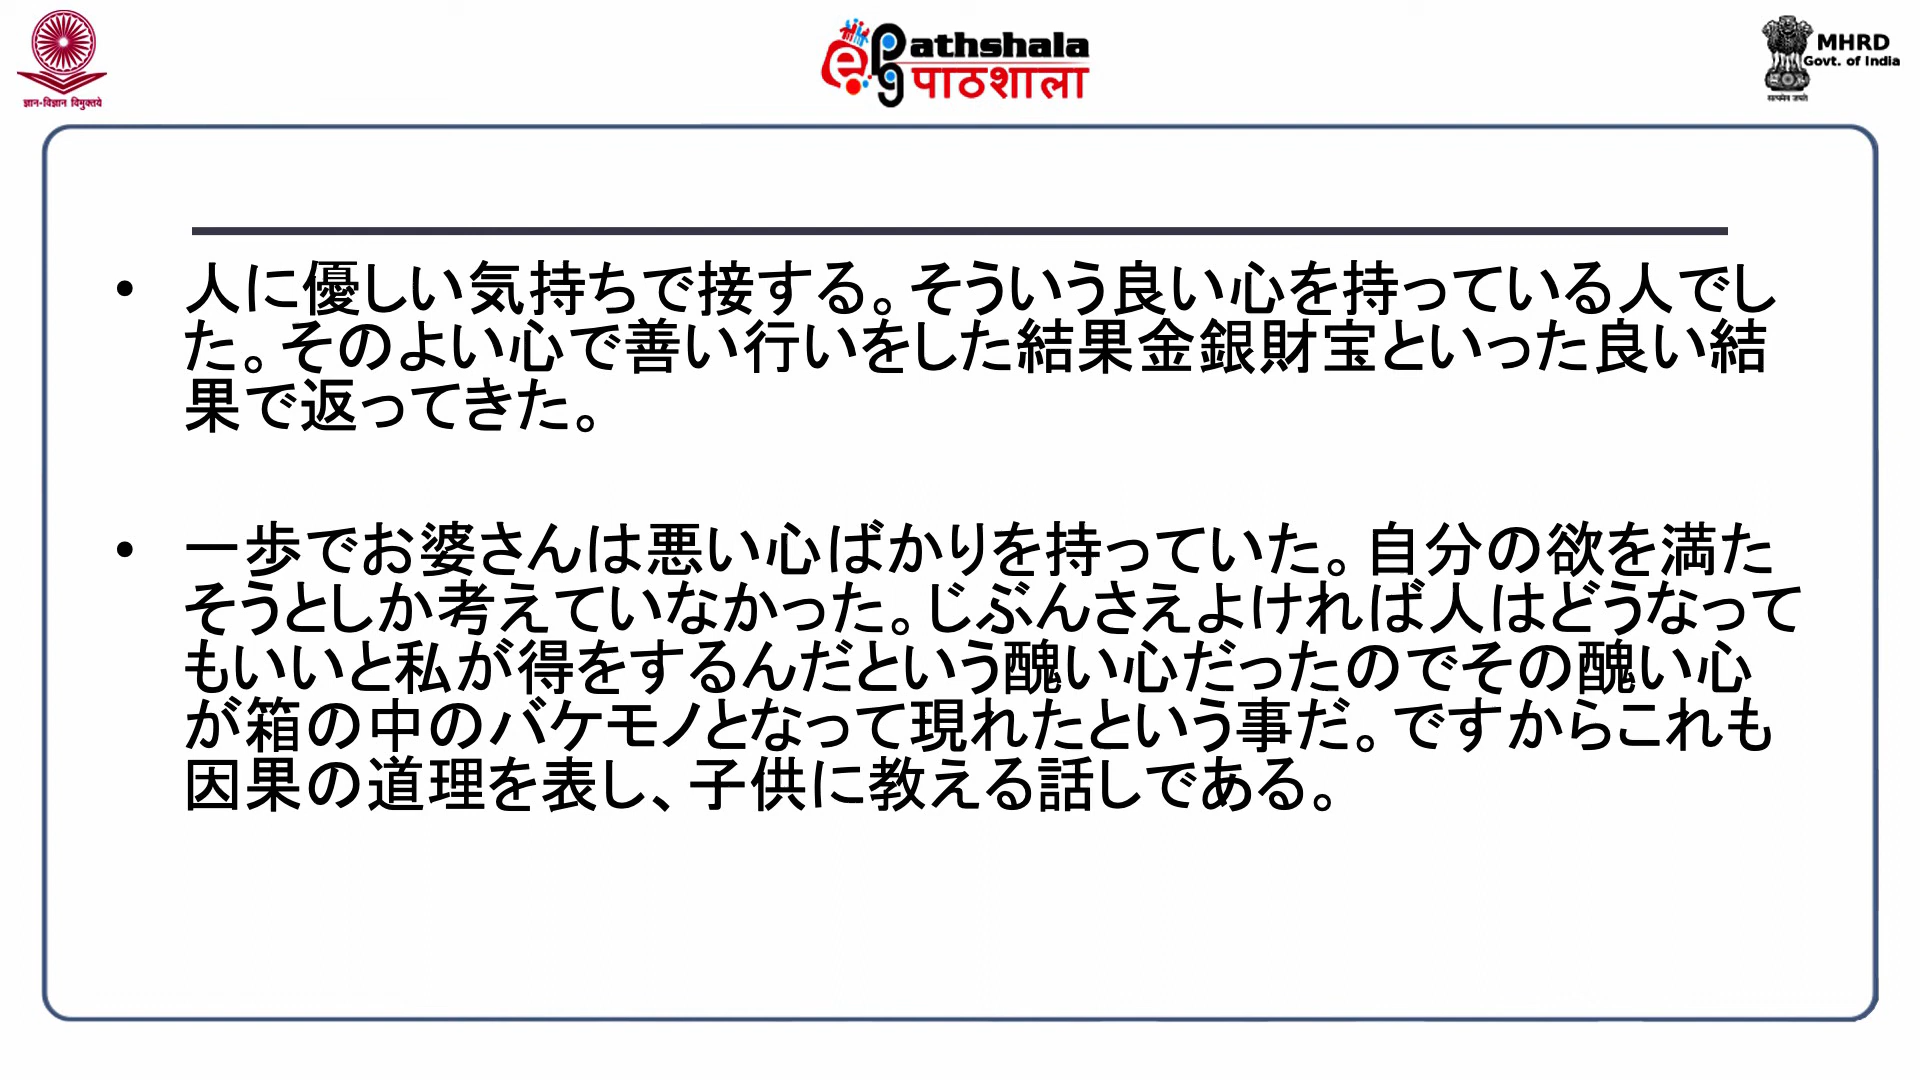 ज्ञान-विज्ञान विमुक्तये
ePathshala
पाठशाला
MHRD
Govt. of India
सत्यमेव जयते
• 人に優しい気持ちで接する。そういう良い心を持っている人でし
た。そのよい心で善い行いをした結果金銀財宝といった良い結
果で返ってきた。
• 一歩でお婆さんは悪い心ばかりを持っていた。自分の欲を満た
そうとしか考えていなかった。じぶんさえよければ人はどうなって
もいいと私が得をするんだという醜い心だったのでその醜い心
が箱の中のバケモノとなって現れたという事だ。ですからこれも
因果の道理を表し、子供に教える話しである。